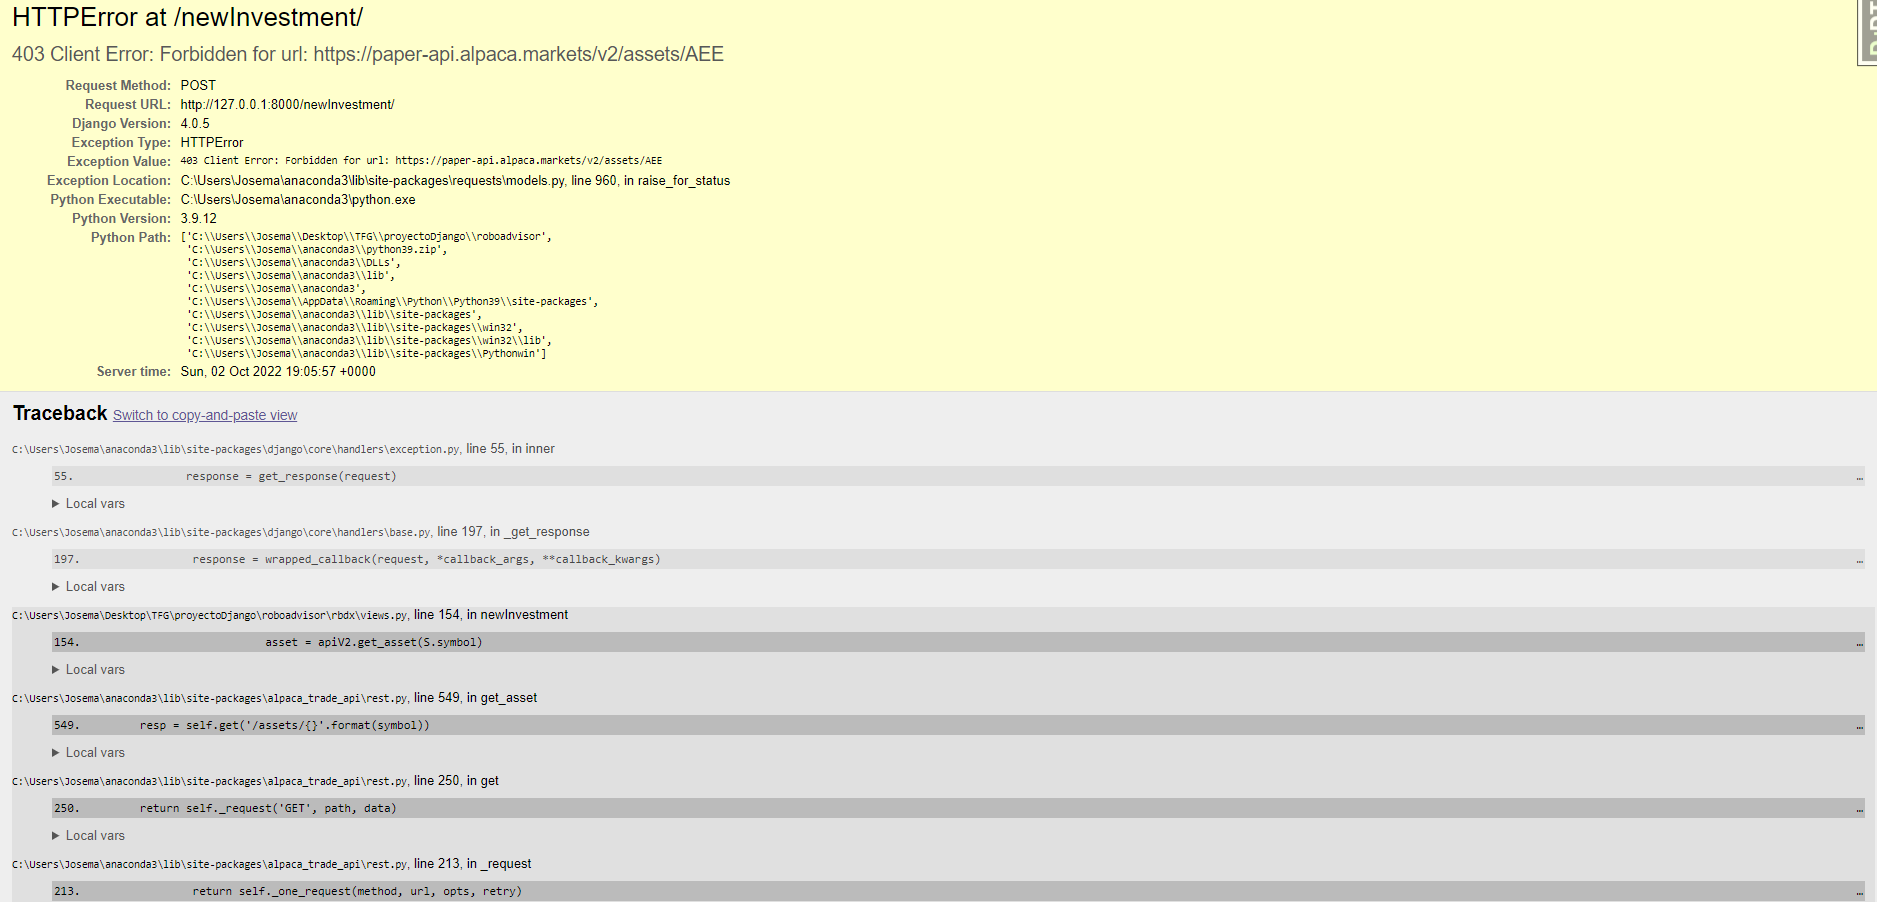 HTTPError at /newInvestment/
403 Client Error: Forbidden for url: https://paper-api.alpaca.markets/v2/assets/AEE
Request Method: POST
Request URL: http://127.0.0.1:8000/newInvestment/
Django Version: 4.0.5
Exception Type: HTTPError
Exception Value: 403 Client Error: Forbidden for url: https://paper-api.alpaca.markets/v2/assets/AEE
Exception Location: C:\Users\Josema\anaconda3\lib\site-packages\requests\models.py, line 960, in raise_for_status
Python Executable: C:\Users\Josema\anaconda3\python.exe
Python Version: 3.9.12
Python Path: ['C:\\Users\\Josema\\Desktop\\TFG\\proyectoDjango\\roboadvisor',
'C:\\Users\\Josema\\anaconda3\\python39.zip',
'C:\\Users\\Josema\\anaconda3\\DLLs',
'C:\\Users\\Josema\\anaconda3\\lib',
'C:\\Users\\Josema\\anaconda3',
'C:\\Users\\Josema\\AppData\\Roaming\\Python\\Python39\\site-packages',
'C:\\Users\\Josema\\anaconda3\\lib\\site-packages',
'C:\\Users\\Josema\\anaconda3\\lib\\site-packages\\win32',
'C:\\Users\\Josema\\anaconda3\\lib\\site-packages\\win32\\lib',
'C:\\Users\\Josema\\anaconda3\\lib\\site-packages\\Pythonwin']
Server time: Sun, 02 Oct 2022 19:05:57 +0000
Traceback Switch to copy-and-paste view
C:\Users\Josema\anaconda3\lib\site-packages\django\core\handlers\exception.py, line 55, in inner
55. response = get_response(request) …
▶ Local vars
C:\Users\Josema\anaconda3\lib\site-packages\django\core\handlers\base.py, line 197, in _get_response
197. response = wrapped_callback(request, *callback_args, **callback_kwargs) …
▶ Local vars
C:\Users\Josema\Desktop\TFG\proyectoDjango\roboadvisor\rbdx\views.py, line 154, in newInvestment
154. asset = apiV2.get_asset(S.symbol) …
▶ Local vars
C:\Users\Josema\anaconda3\lib\site-packages\alpaca_trade_api\rest.py, line 549, in get_asset
549. resp = self.get('/assets/{}'.format(symbol)) …
▶ Local vars
C:\Users\Josema\anaconda3\lib\site-packages\alpaca_trade_api\rest.py, line 250, in get
250. return self._request('GET', path, data) …
▶ Local vars
C:\Users\Josema\anaconda3\lib\site-packages\alpaca_trade_api\rest.py, line 213, in _request
213. return self._one_request(method, url, opts, retry) …